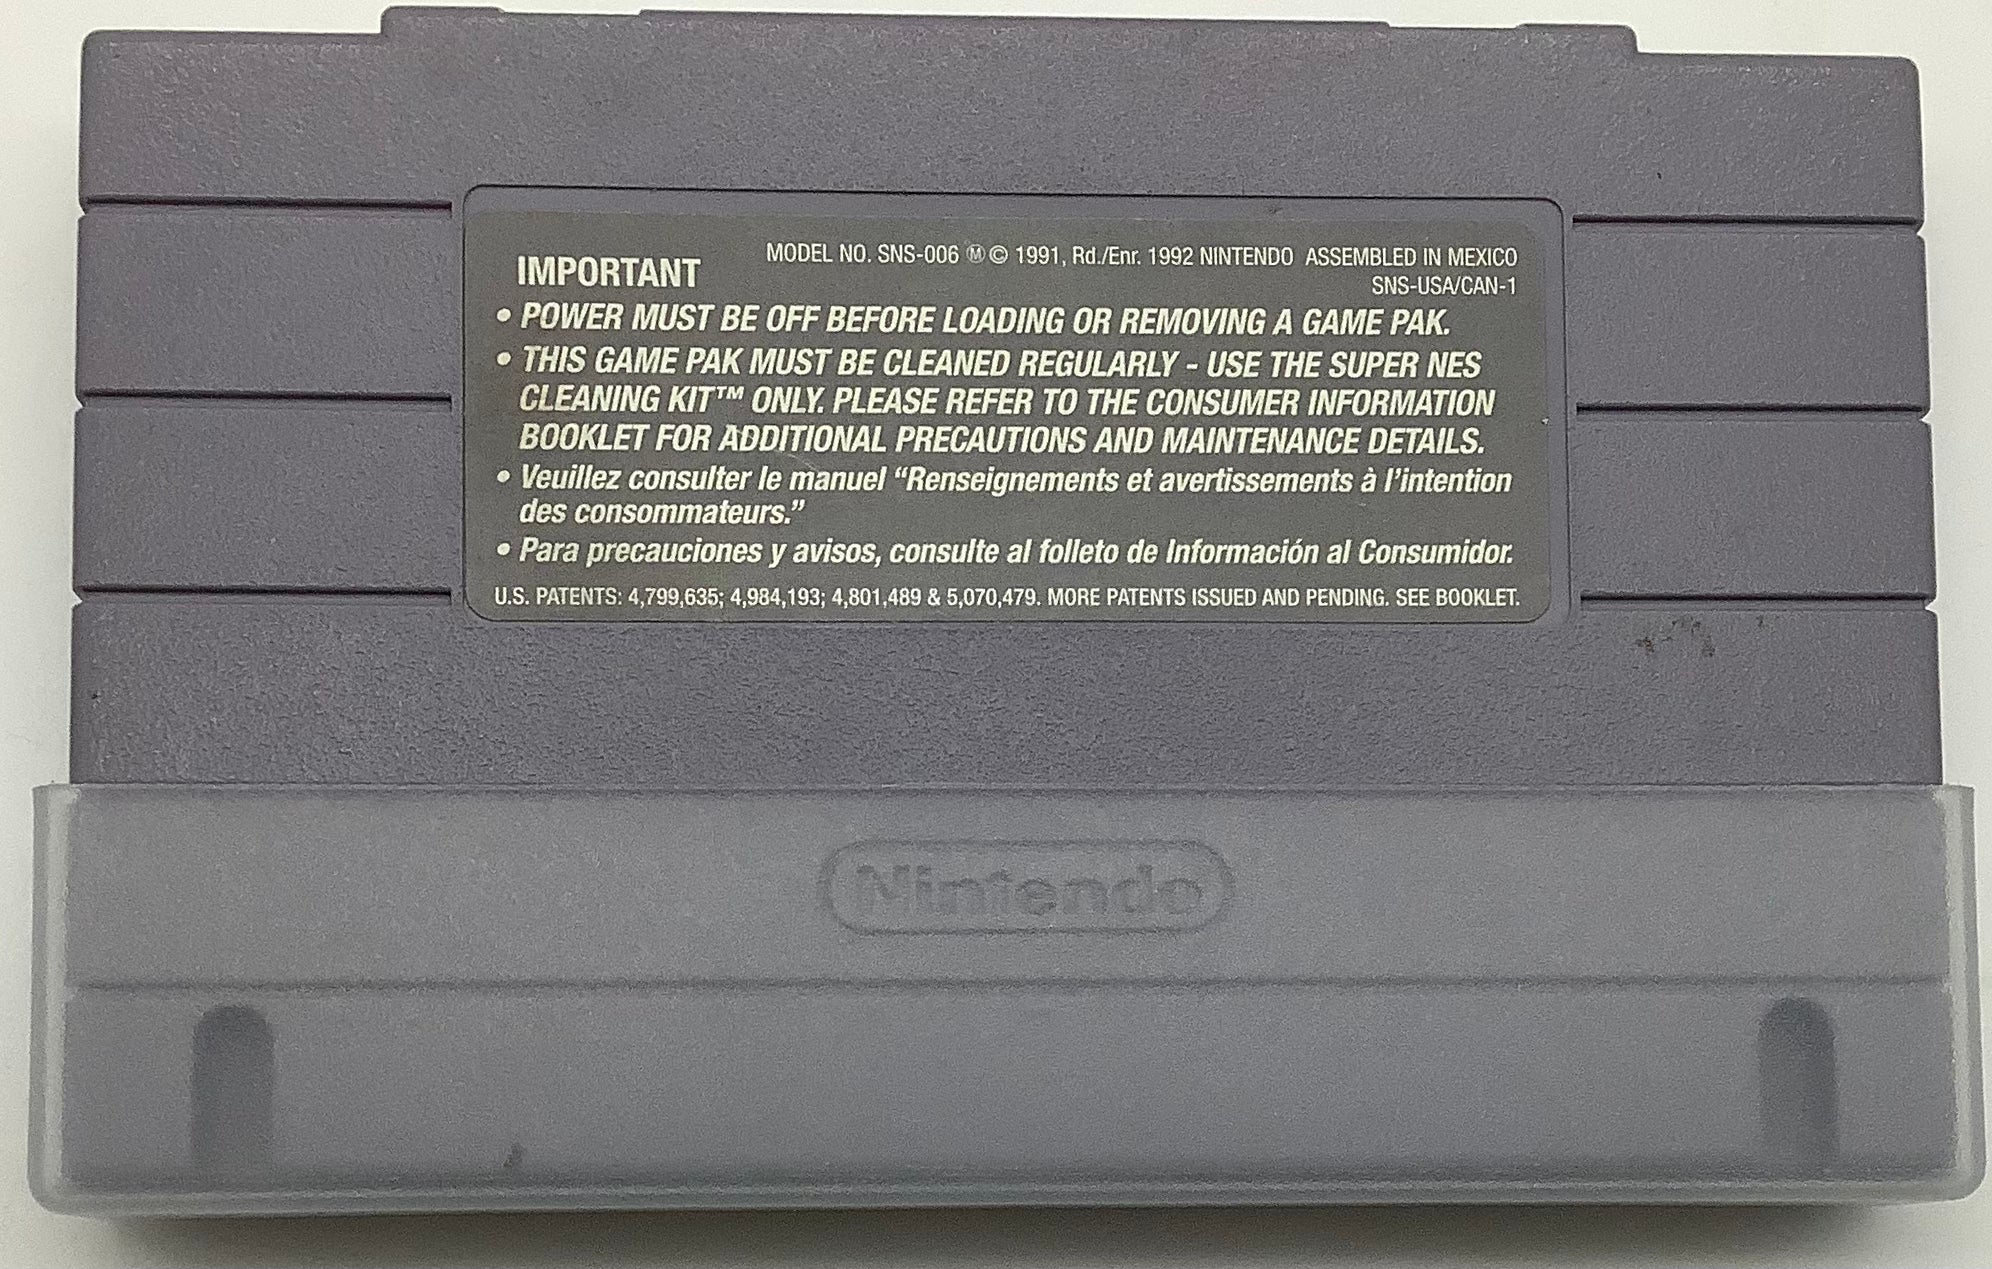 MODEL NO. SNS-006 Ⓜ © 1991, Rd./Enr. 1992 NINTENDO ASSEMBLED IN MEXICO
SNS-USA/CAN-1
IMPORTANT
• POWER MUST BE OFF BEFORE LOADING OR REMOVING A GAME PAK.
• THIS GAME PAK MUST BE CLEANED REGULARLY - USE THE SUPER NES
CLEANING KIT™ ONLY. PLEASE REFER TO THE CONSUMER INFORMATION
BOOKLET FOR ADDITIONAL PRECAUTIONS AND MAINTENANCE DETAILS.
• Veuillez consulter le manuel “Renseignements et avertissements à l’intention
des consommateurs.”
• Para precauciones y avisos, consulte al folleto de Información al Consumidor.
U.S. PATENTS: 4,799,635; 4,984,193; 4,801,489 & 5,070,479. MORE PATENTS ISSUED AND PENDING. SEE BOOKLET.
Nintendo